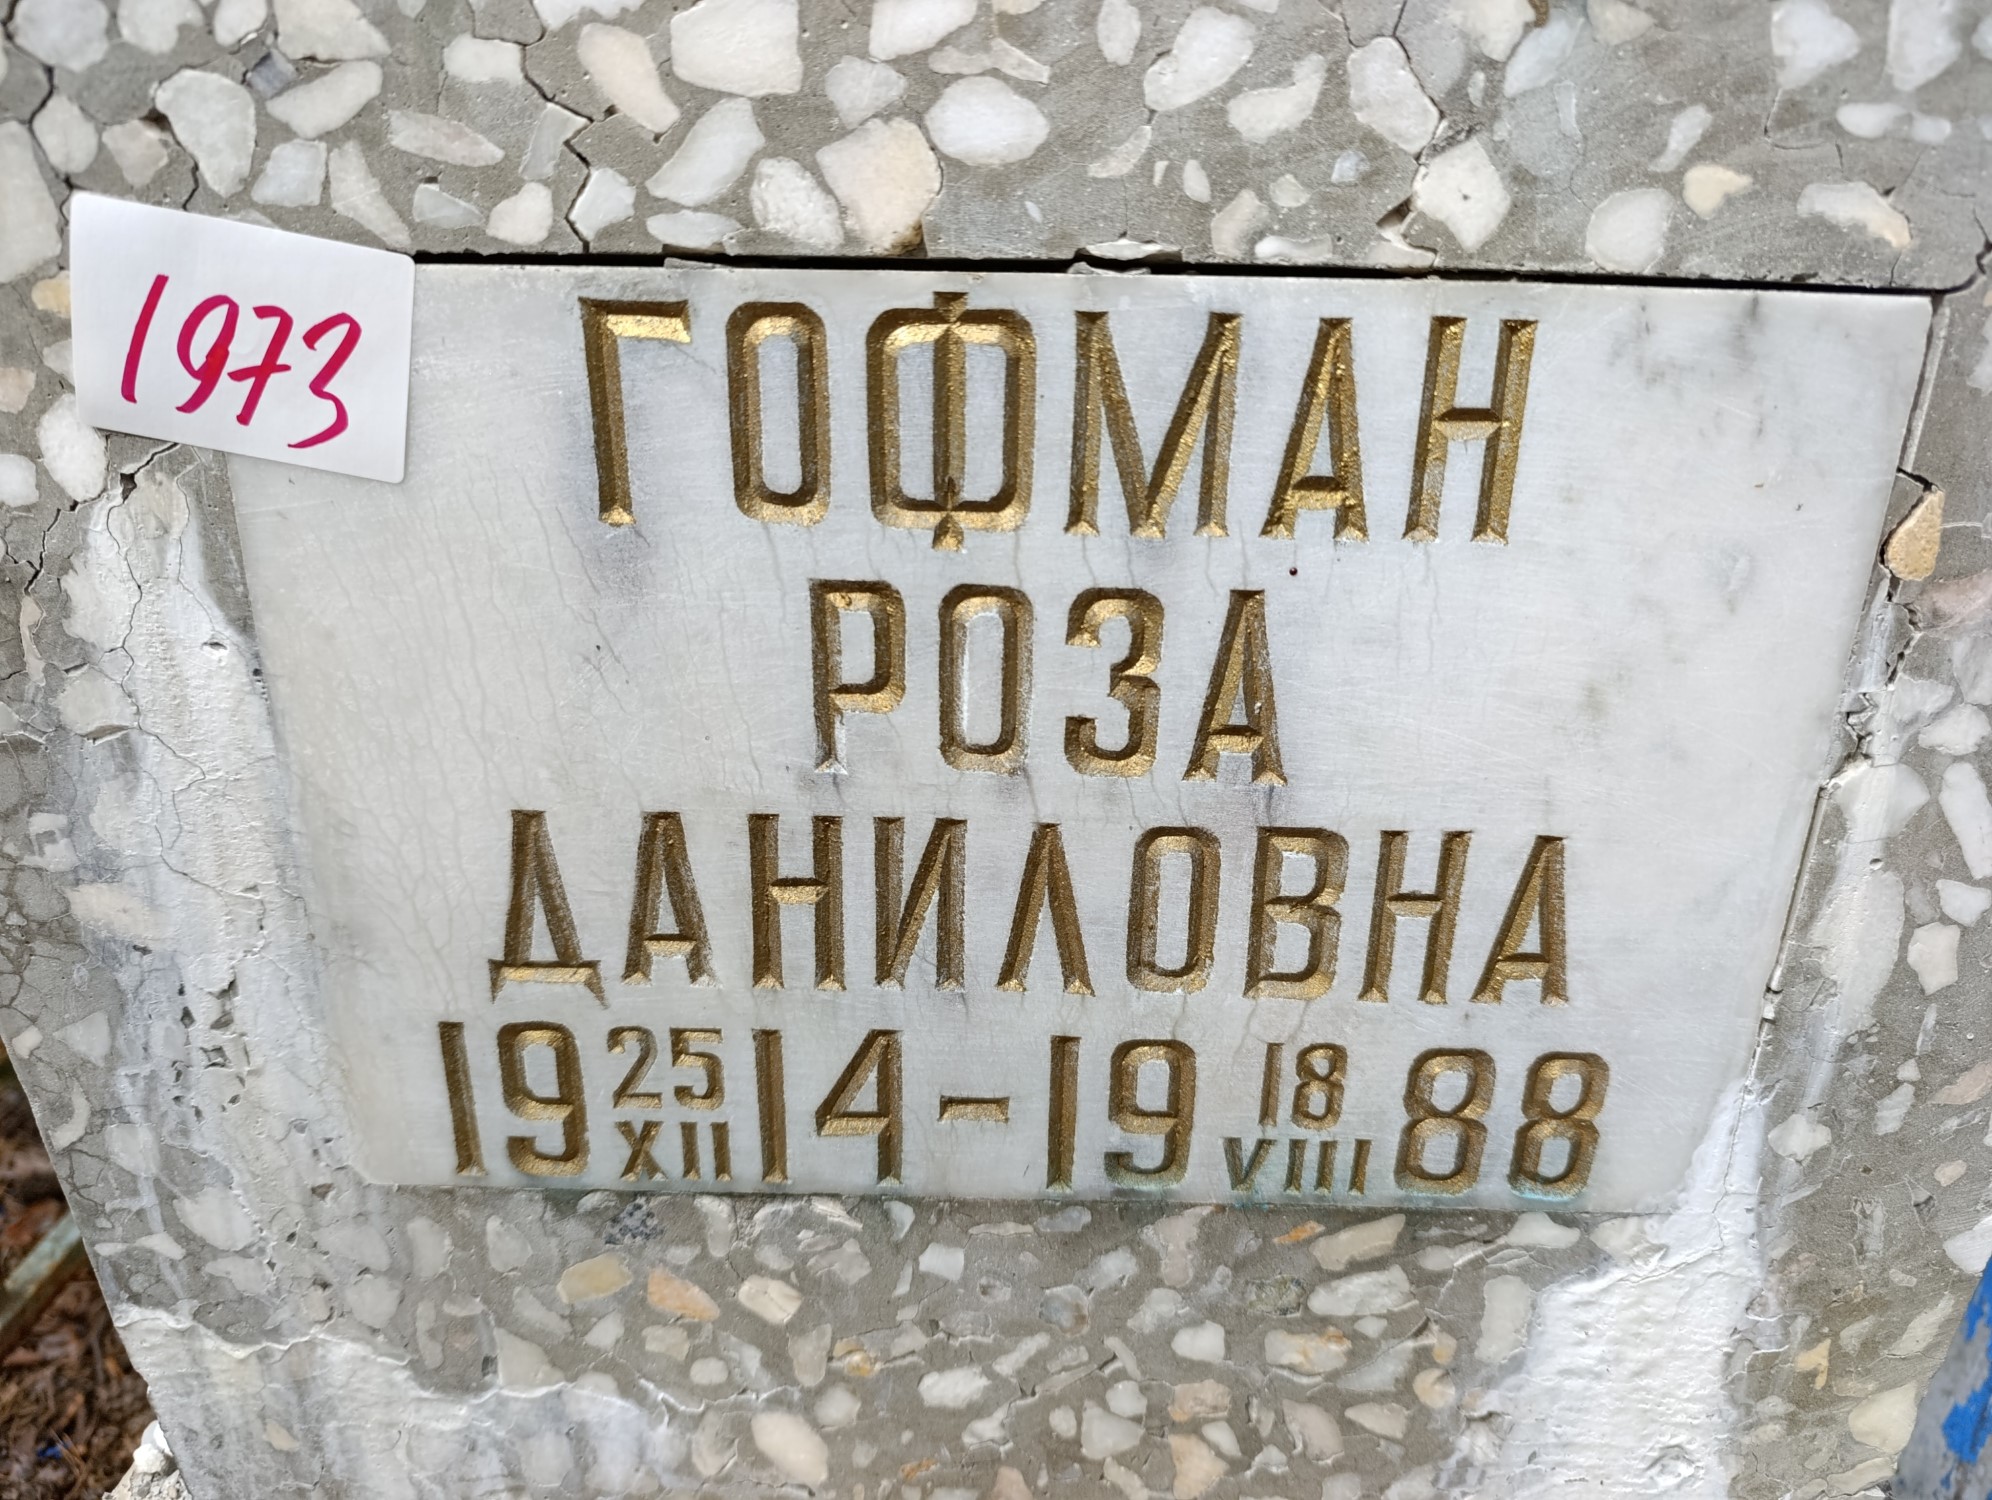 1973
ГОФМАН
РОЗА
ДАНИЛОВНА
19 25 XII 14 - 19 18 VIII 88